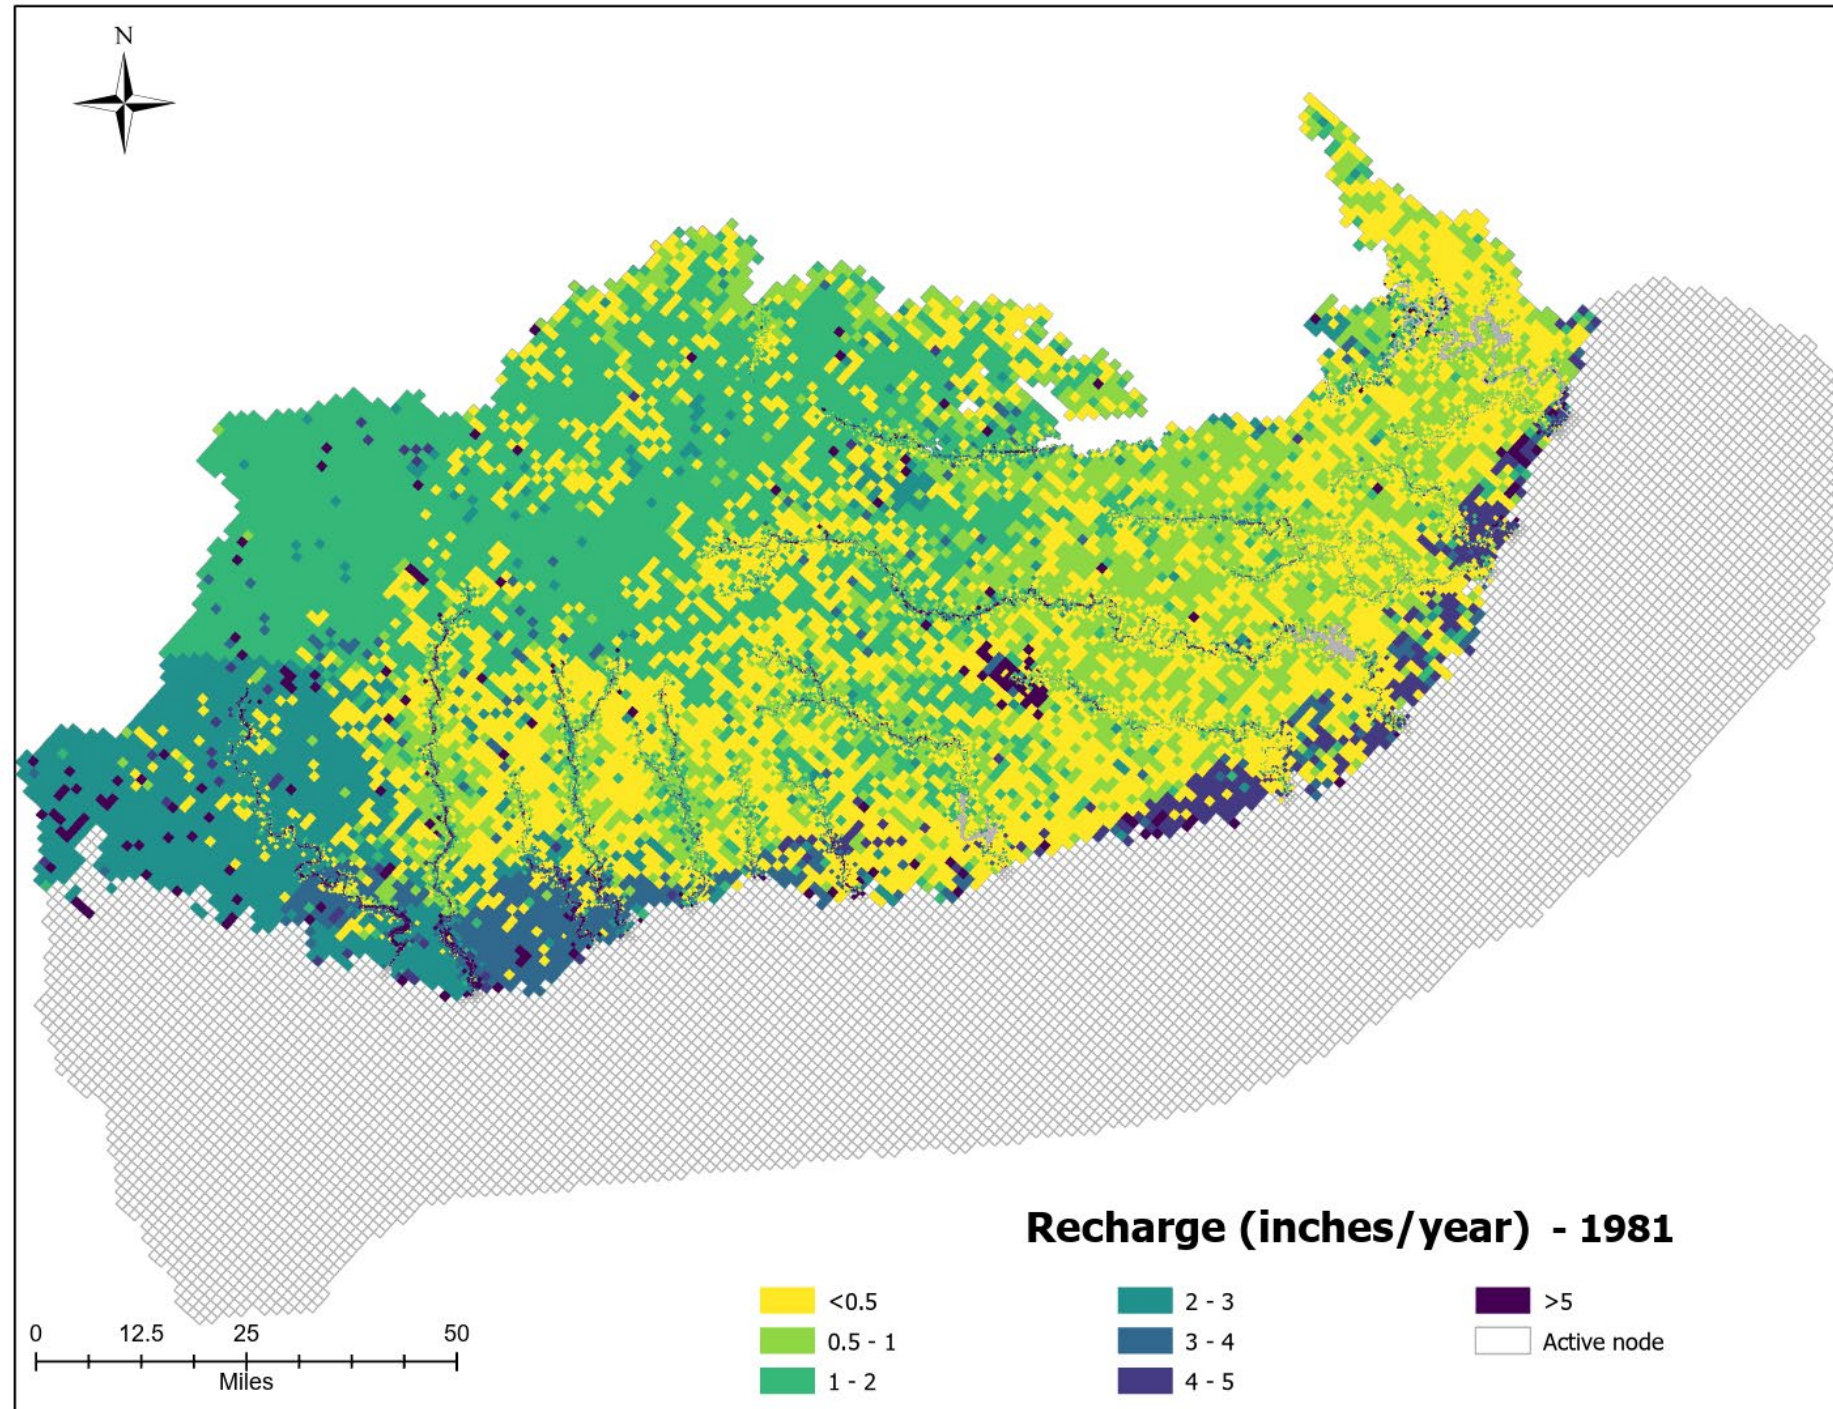 N
Recharge (inches/year) - 1981
<0.5
0.5 - 1
1 - 2
2 - 3
3 - 4
4 - 5
>5
Active node
0 12.5 25 50
Miles